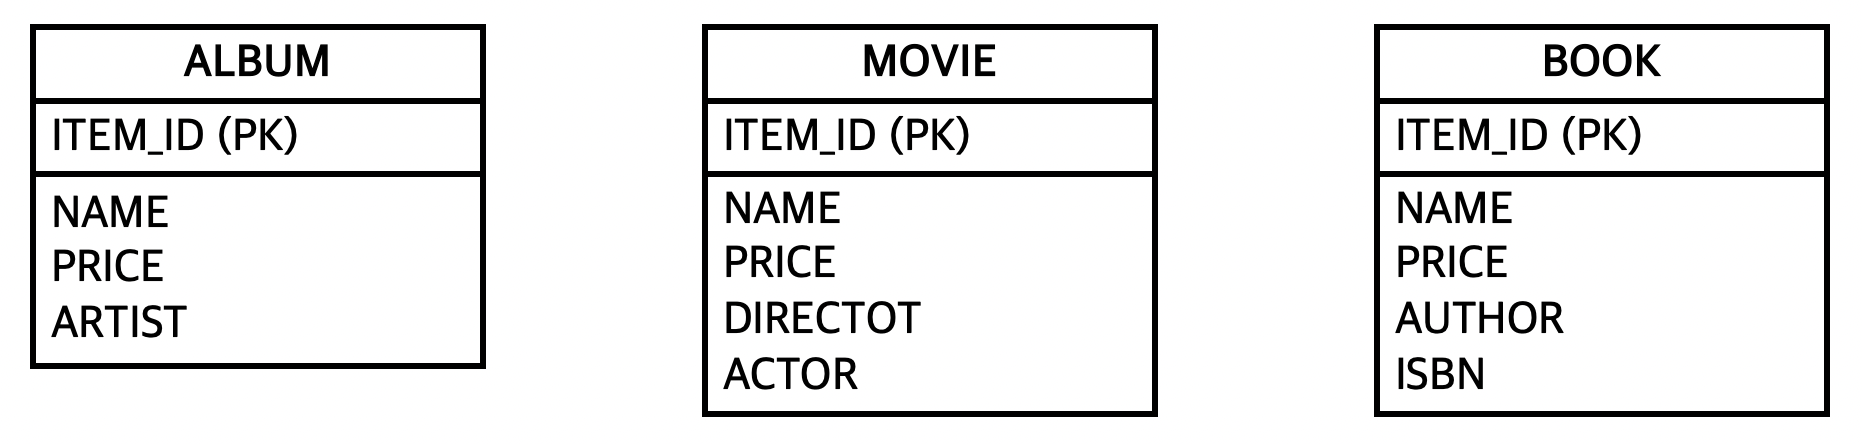 ALBUM
ITEM_ID (PK)
NAME
PRICE
ARTIST
MOVIE
ITEM_ID (PK)
NAME
PRICE
DIRECTOT
ACTOR
BOOK
ITEM_ID (PK)
NAME
PRICE
AUTHOR
ISBN